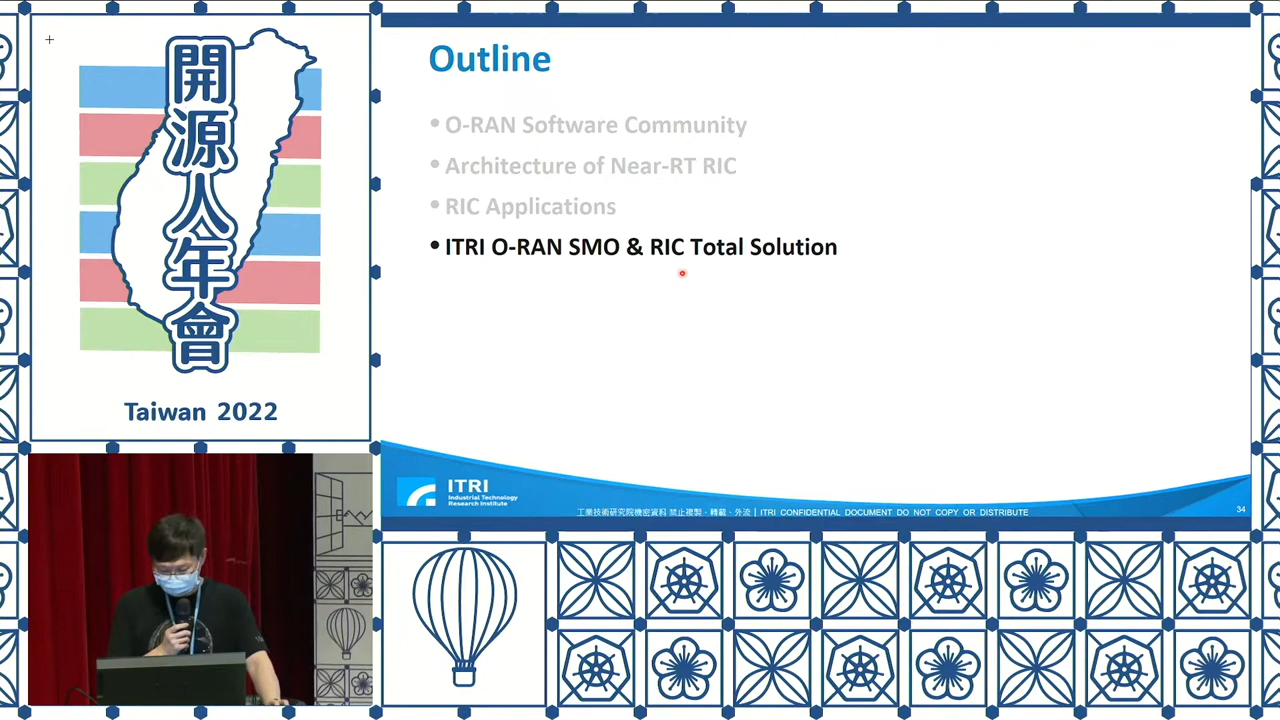 開源人年會
Taiwan 2022
Outline
• O-RAN Software Community
• Architecture of Near-RT RIC
• RIC Applications
• ITRI O-RAN SMO & RIC Total Solution
ITRI
Industrial Technology
Research Institute
工業技術研究院機密資料 禁止複製、轉載、外流 │ ITRI CONFIDENTIAL DOCUMENT DO NOT COPY OR DISTRIBUTE
34